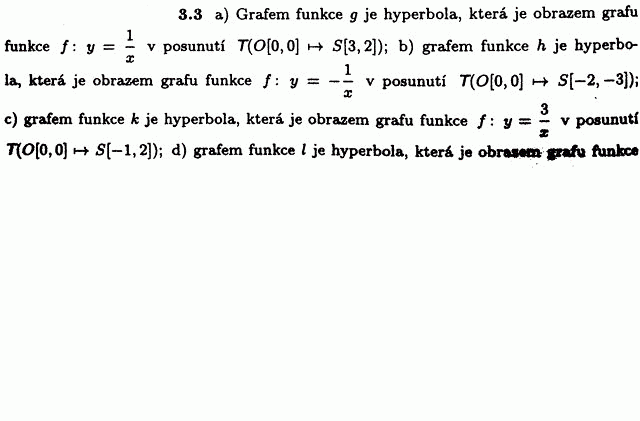 3.3 a) Grafem funkce g je hyperbola, která je obrazem grafu
funkce f: y = 1/x v posunutí T(O[0,0] ↦ S[3,2]); b) grafem funkce h je hyperbo-
la, která je obrazem grafu funkce f: y = −1/x v posunutí T(O[0,0] ↦ S[−2,−3]);
c) grafem funkce k je hyperbola, která je obrazem grafu funkce f: y = 3/x v posunutí
T(O[0,0] ↦ S[−1,2]); d) grafem funkce l je hyperbola, která je obrazem grafu funkce